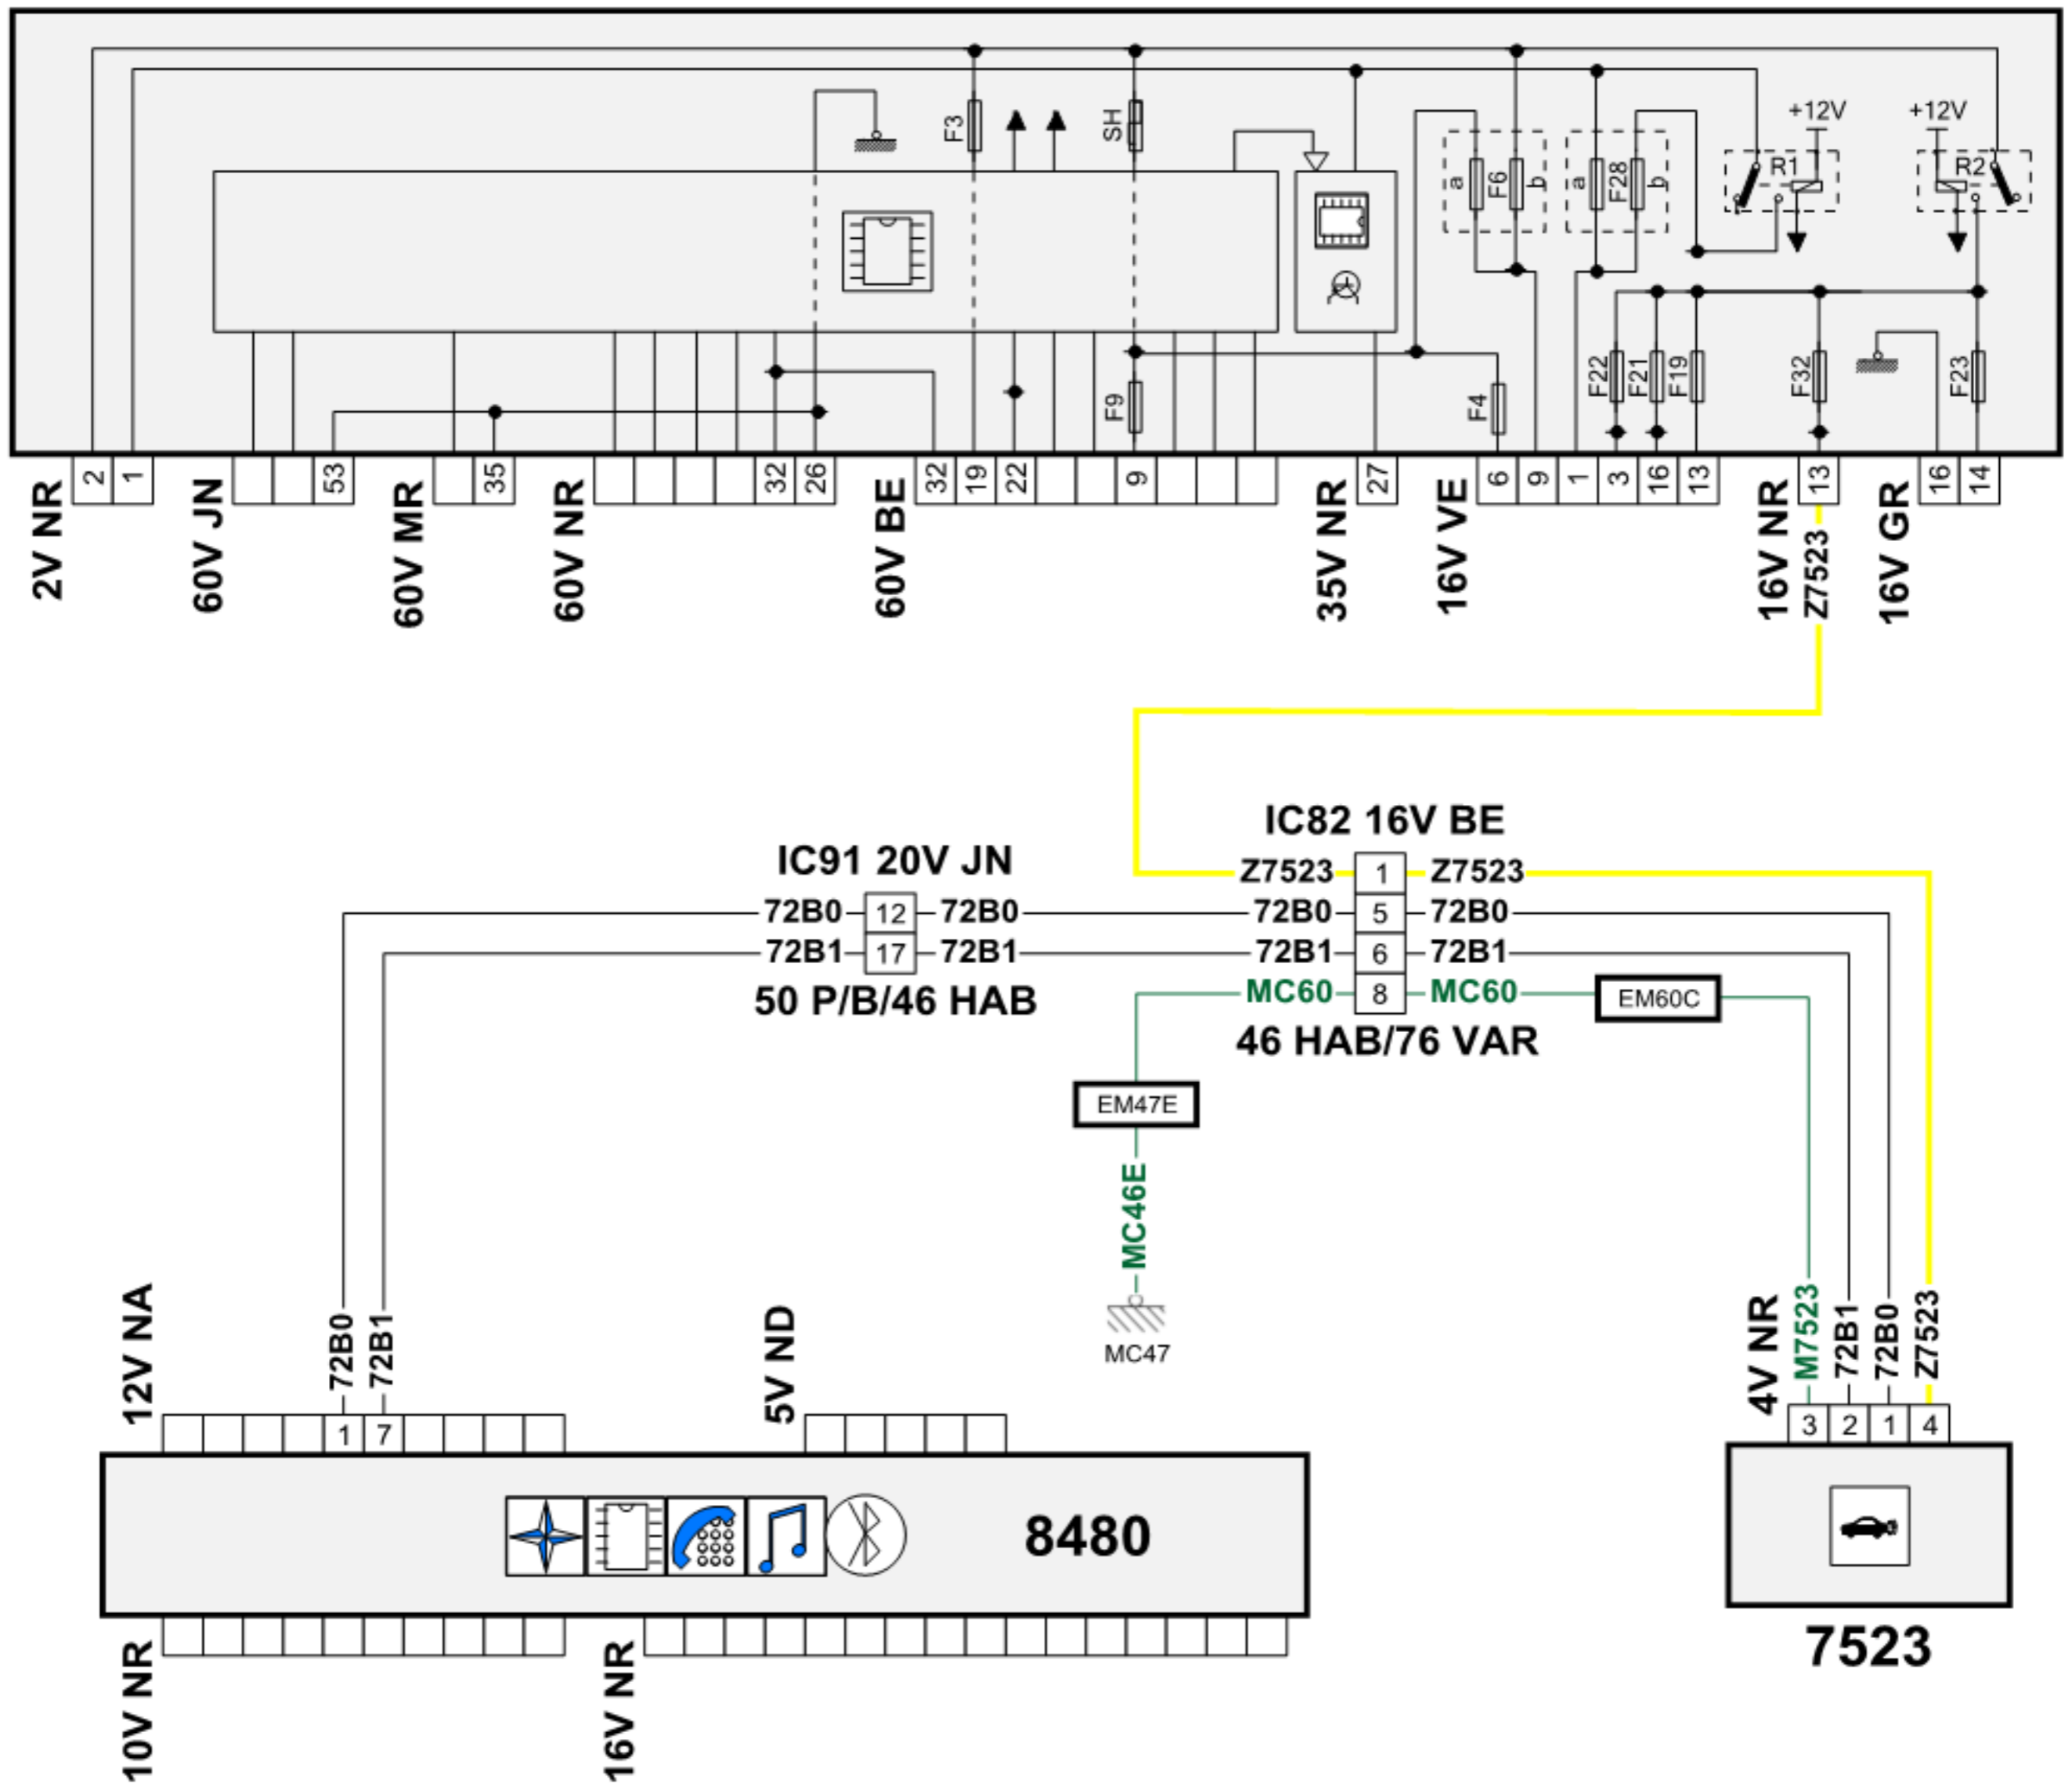 +12V +12V
F3 SH a F6 b a F28 b R1 R2
F9 F4 F22 F21 F19 F32 F23
2 1 53 35 32 26 32 19 22 9 27 6 9 1 3 16 13 13 16 14
2V NR 60V JN 60V MR 60V NR 60V BE 35V NR 16V VE 16V NR Z7523 16V GR
IC82 16V BE
IC91 20V JN
Z7523 1 Z7523
72B0 12 72B0 72B0 5 72B0
72B1 17 72B1 72B1 6 72B1
MC60 8 MC60 EM60C
50 P/B/46 HAB
46 HAB/76 VAR
EM47E
MC46E
MC47
12V NA 72B0 72B1 5V ND 4V NR M7523 72B1 72B0 Z7523
1 7 3 2 1 4
8480
7523
10V NR 16V NR